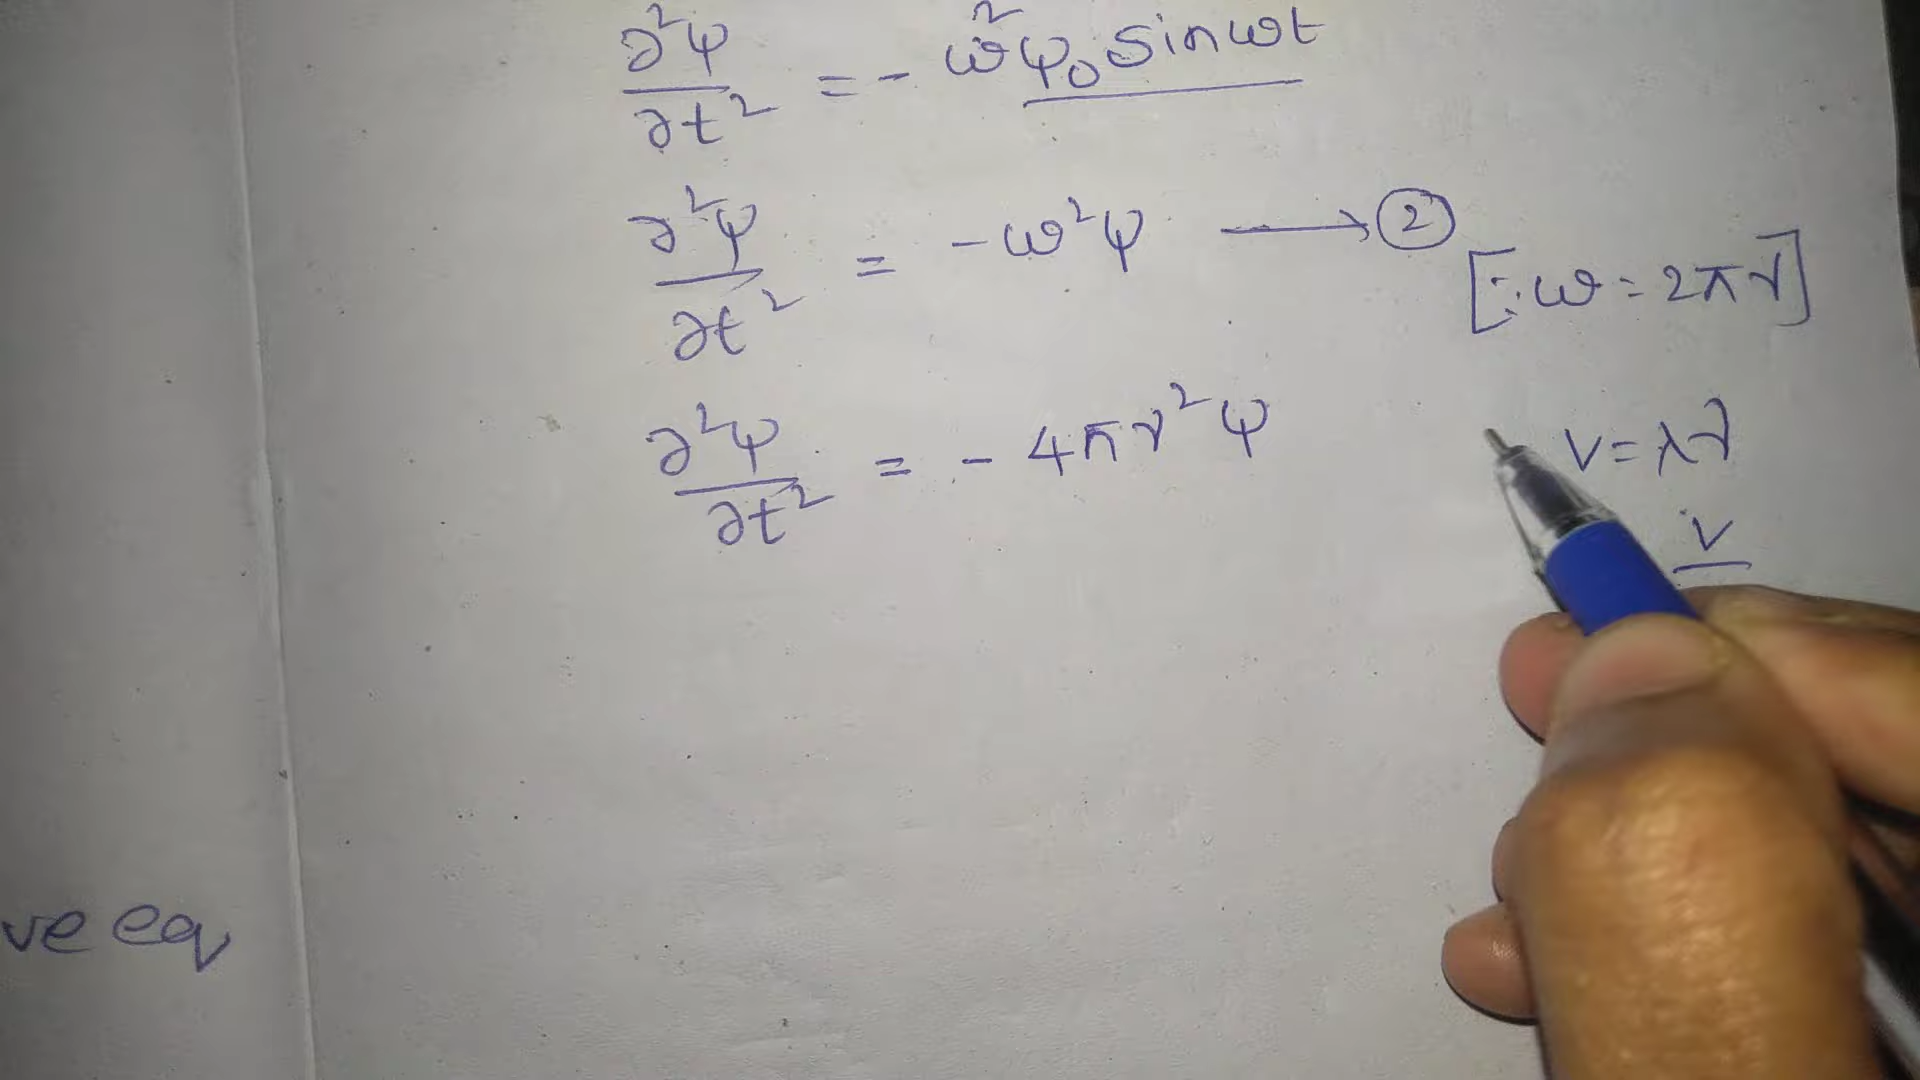 ∂²ψ/∂t² = - ω²ψ₀ sinωt
∂²ψ/∂t² = -ω²ψ → ②
[∵ ω = 2πν]
∂²ψ/∂t² = - 4πν²ψ
v = λν
v
ve eq